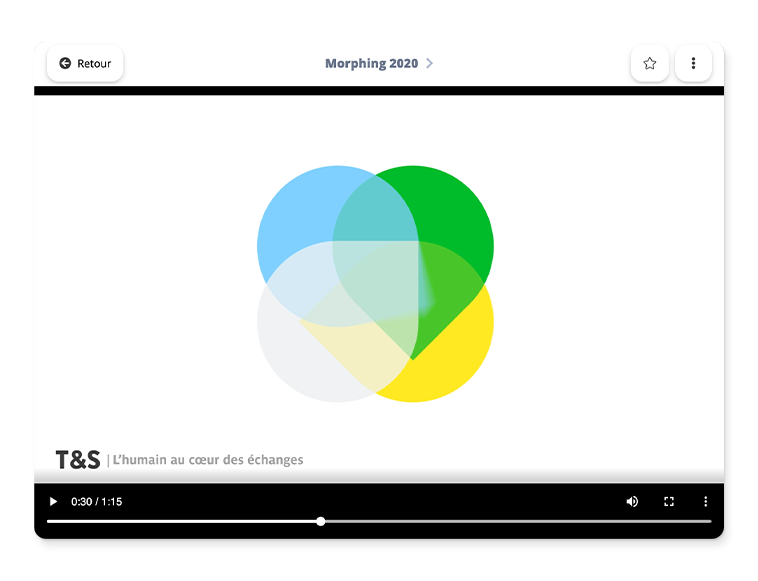 Retour
Morphing 2020
T&S | L’humain au cœur des échanges
0:30 / 1:15